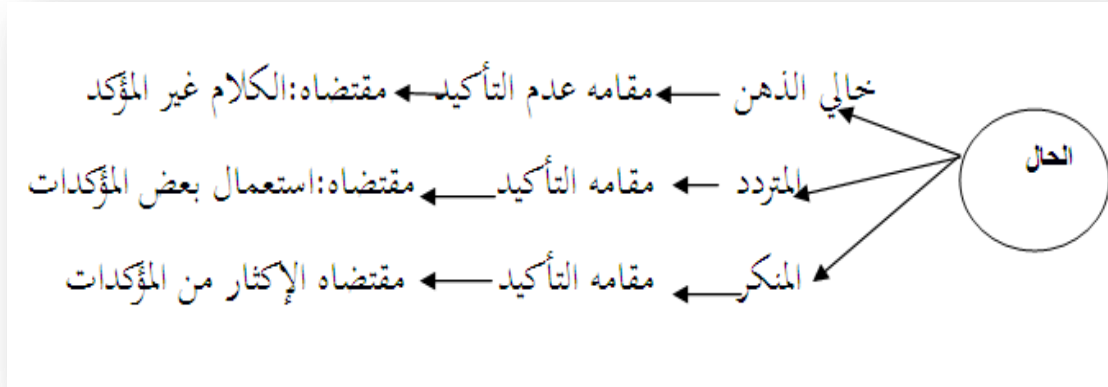 خالي الذهن مقامه عدم التأكيد مقتضاه:الكلام غير المؤكد
الحال
المتردد مقامه التأكيد مقتضاه:استعمال بعض المؤكدات
المنكر مقامه التأكيد مقتضاه الإكثار من المؤكدات